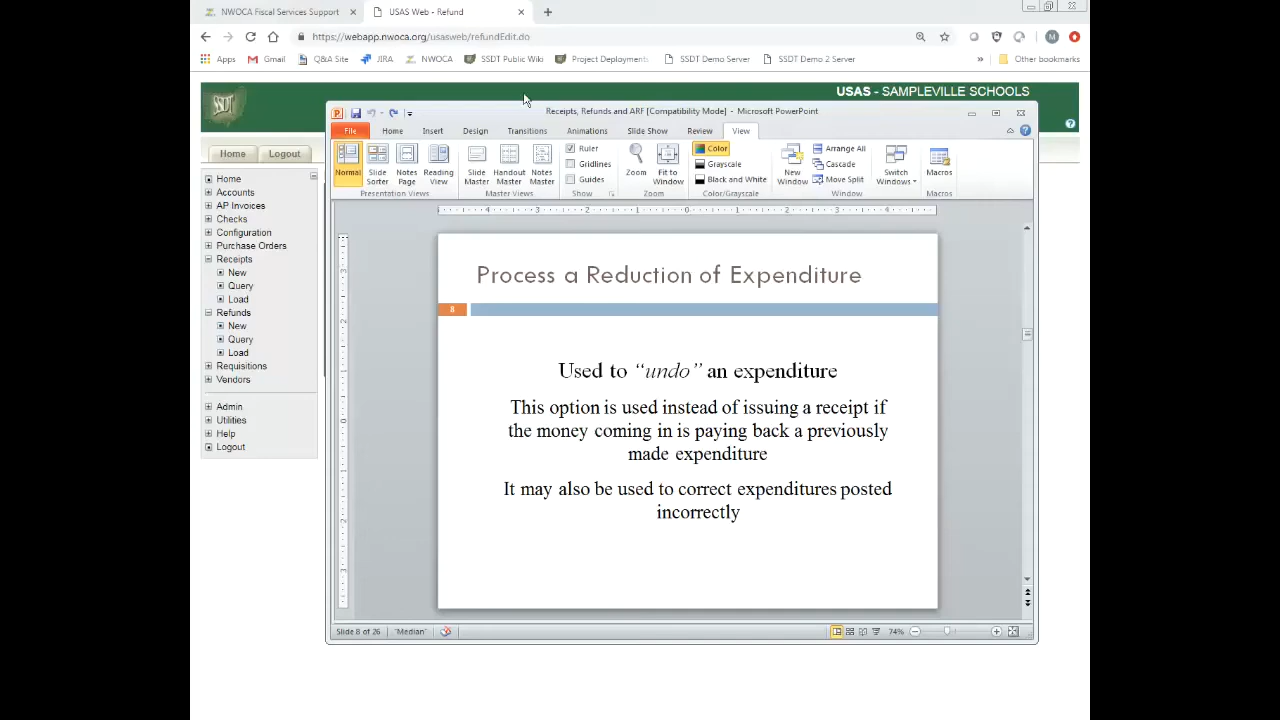 NWOCA Fiscal Services Support
USAS Web - Refund
https://webapp.nwoca.org/usasweb/refundEdit.do
M
Apps
Gmail
Q&A Site
JIRA
NWOCA
SSDT Public Wiki
Project Deployments
SSDT Demo Server
SSDT Demo 2 Server
»
Other bookmarks
SSDT
USAS - SAMPLEVILLE SCHOOLS
Home
Logout
Home
Accounts
AP Invoices
Checks
Configuration
Purchase Orders
Receipts
New
Query
Load
Refunds
New
Query
Load
Requisitions
Vendors
Admin
Utilities
Help
Logout
Receipts, Refunds and ARF [Compatibility Mode] - Microsoft PowerPoint
File
Home
Insert
Design
Transitions
Animations
Slide Show
Review
View
Normal
Slide Sorter
Notes Page
Reading View
Presentation Views
Slide Master
Handout Master
Notes Master
Master Views
Ruler
Gridlines
Guides
Show
Zoom
Fit to Window
Zoom
Color
Grayscale
Black and White
Color/Grayscale
New Window
Arrange All
Cascade
Move Split
Switch Windows
Window
Macros
Macros
Process a Reduction of Expenditure
8
Used to “undo” an expenditure
This option is used instead of issuing a receipt if
the money coming in is paying back a previously
made expenditure
It may also be used to correct expenditures posted
incorrectly
Slide 8 of 26
"Median"
74%